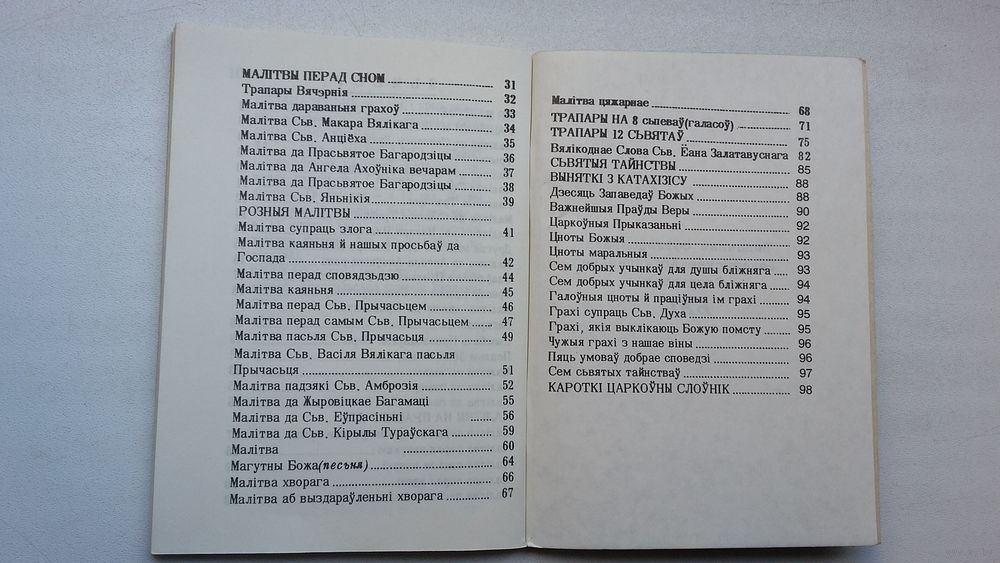 МАЛІТВЫ ПЕРАД СНОМ 31
Трапары Вячэрнія 32
Малітва дараваньня грахоў 33
Малітва Сьв. Макара Вялікага 34
Малітва Сьв. Анціёха 35
Малітва да Прасьвятое Багародзіцы 36
Малітва да Ангела Ахоўніка вечарам 37
Малітва да Прасьвятое Багародзіцы 38
Малітва Сьв. Яньнікія 39
РОЗНЫЯ МАЛІТВЫ
Малітва супраць злога 41
Малітва каяньня й нашых просьбаў да
Госпада 42
Малітва перад споведзьдзю 44
Малітва каяньня 45
Малітва перад Сьв. Прычасьцем 46
Малітва перад самым Сьв. Прычасьцем 47
Малітва пасьля Сьв. Прычасьця 49
Малітва Сьв. Васіля Вялікага пасьля
Прычасьця 51
Малітва падзякі Сьв. Амброзія 52
Малітва да Жыровіцкае Багамаці 55
Малітва да Сьв. Еўпрасіньні 56
Малітва да Сьв. Кірылы Тураўскага 59
Малітва 60
Магутны Божа(песьня) 64
Малітва хворага 66
Малітва аб выздараўленьні хворага 67
Малітва цяжарнае 68
ТРАПАРЫ НА 8 сьпеваў(галасоў) 71
ТРАПАРЫ 12 СЬВЯТАЎ 75
Вялікоднае Слова Сьв. Ёана Залатавуснага 82
СЬВЯТЫЯ ТАЙНСТВЫ 85
ВЫНЯТКІ З КАТАХІЗІСУ 88
Дзесяць Запаведаў Божых 88
Важнейшыя Праўды Веры 90
Царкоўныя Прыказаньні 92
Цноты Божыя 92
Цноты маральныя 93
Сем добрых учынкаў для душы бліжняга 93
Сем добрых учынкаў для цела бліжняга 94
Галоўныя цноты й праціўныя ім грахі 94
Грахі супраць Сьв. Духа 95
Грахі, якія выклікаюць Божую помсту 95
Чужыя грахі з нашае віны 96
Пяць умоваў добрае споведзі 96
Сем сьвятых тайнстваў 97
КАРОТКІ ЦАРКОЎНЫ СЛОЎНІК 98